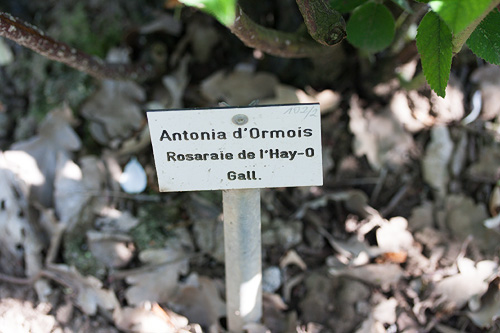 Antonia d'Ormois
Rosaraie de l'Hay-O
Gall.